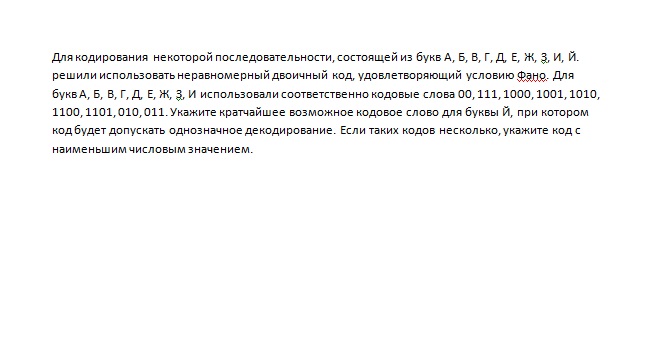 Для кодирования некоторой последовательности, состоящей из букв А, Б, В, Г, Д, Е, Ж, З, И, Й.
решили использовать неравномерный двоичный код, удовлетворяющий условию Фано. Для
букв А, Б, В, Г, Д, Е, Ж, З, И использовали соответственно кодовые слова 00, 111, 1000, 1001, 1010,
1100, 1101, 010, 011. Укажите кратчайшее возможное кодовое слово для буквы Й, при котором
код будет допускать однозначное декодирование. Если таких кодов несколько, укажите код с
наименьшим числовым значением.